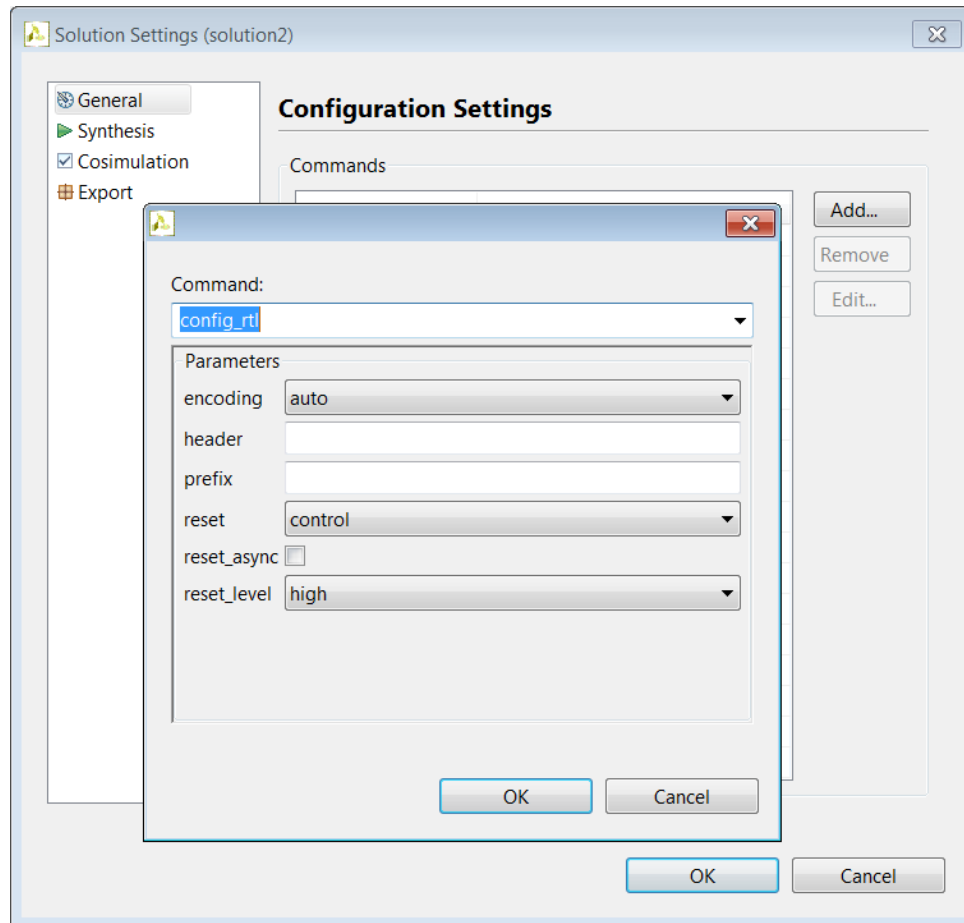 Solution Settings (solution2)
General
Synthesis
Cosimulation
Export
Configuration Settings
Commands
Add...
Remove
Edit...
Command:
config_rtl
Parameters
encoding auto
header
prefix
reset control
reset_async
reset_level high
OK Cancel
OK Cancel